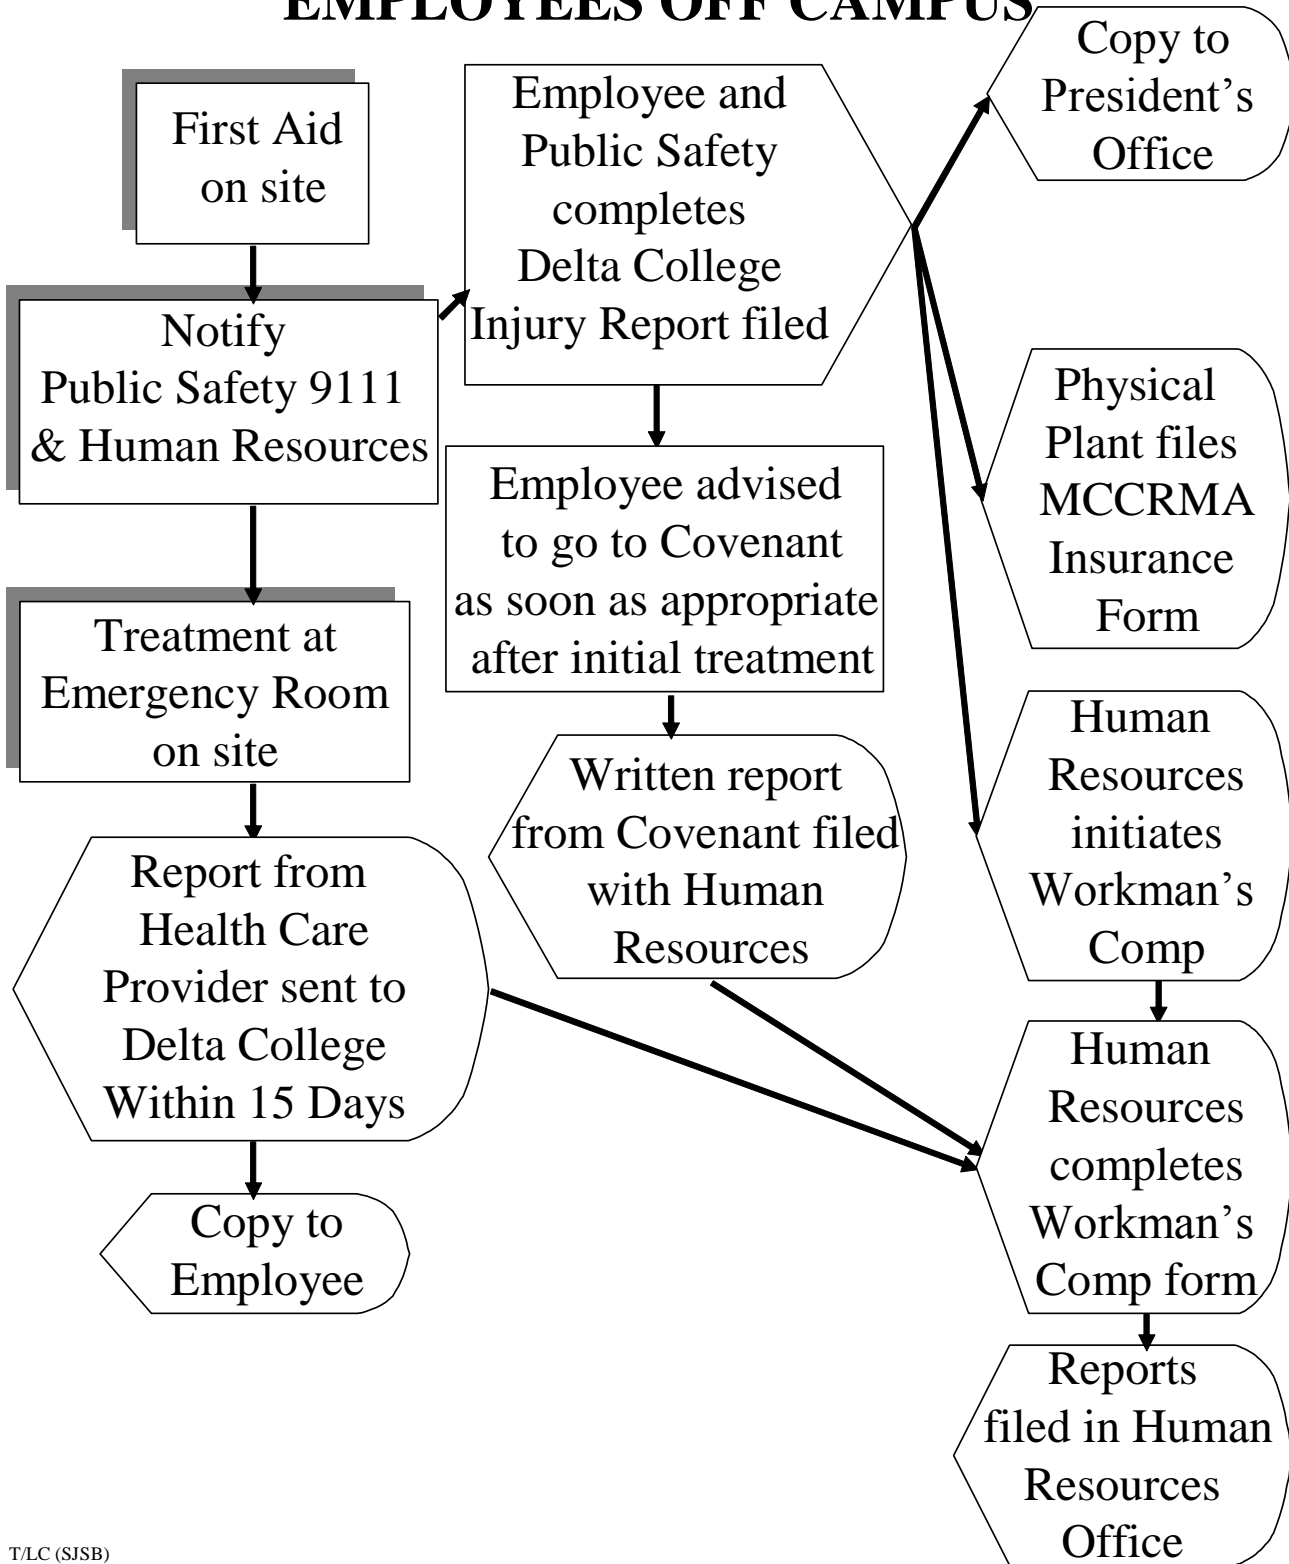 EMPLOYEES OFF CAMPUS
First Aid
on site
Notify
Public Safety 9111
& Human Resources
Treatment at
Emergency Room
on site
Report from
Health Care
Provider sent to
Delta College
Within 15 Days
Copy to
Employee
Employee and
Public Safety
completes
Delta College
Injury Report filed
Employee advised
to go to Covenant
as soon as appropriate
after initial treatment
Written report
from Covenant filed
with Human
Resources
Copy to
President’s
Office
Physical
Plant files
MCCRMA
Insurance
Form
Human
Resources
initiates
Workman’s
Comp
Human
Resources
completes
Workman’s
Comp form
Reports
filed in Human
Resources
Office
T/LC (SJSB)